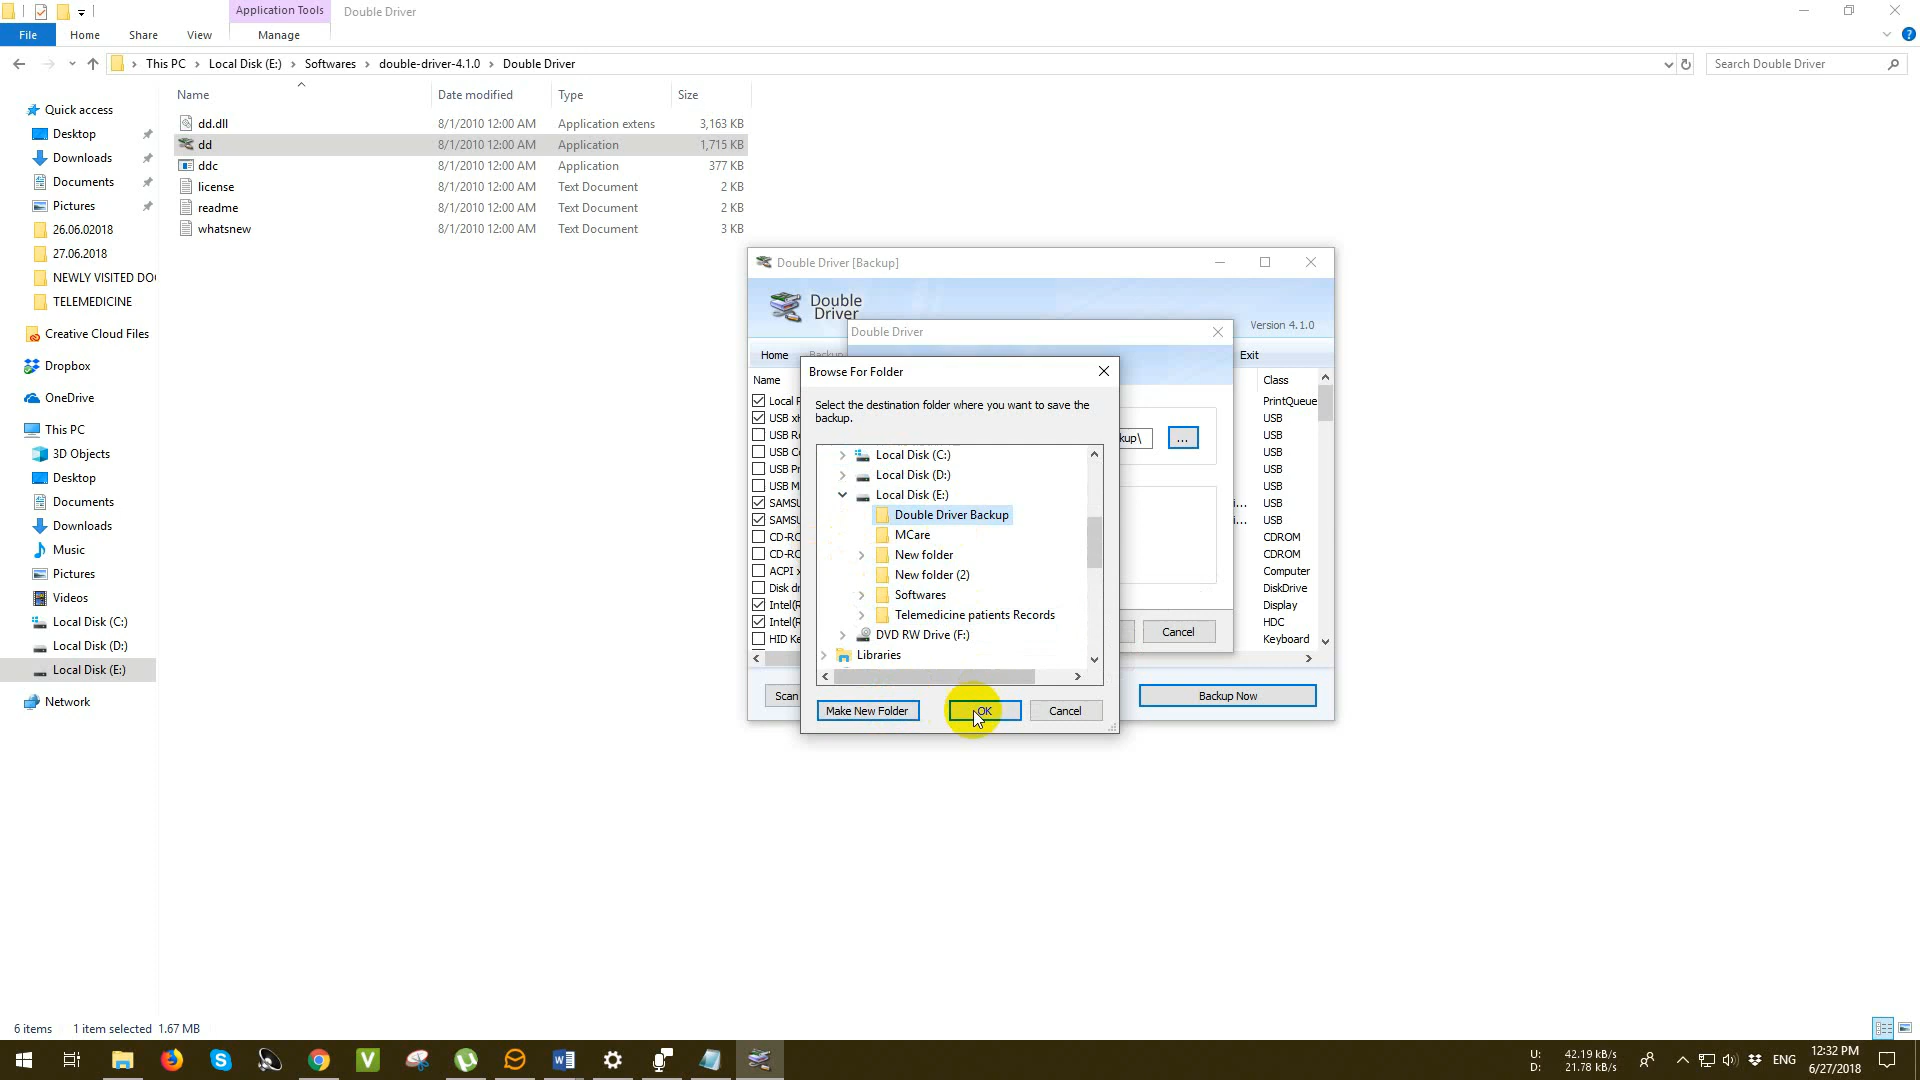 Application Tools
Double Driver
File
Home
Share
View
Manage
This PC
Local Disk (E:)
Softwares
double-driver-4.1.0
Double Driver
Search Double Driver
Name
Date modified
Type
Size
dd.dll
8/1/2010 12:00 AM
Application extens
3,163 KB
dd
8/1/2010 12:00 AM
Application
1,715 KB
ddc
8/1/2010 12:00 AM
Application
377 KB
license
8/1/2010 12:00 AM
Text Document
2 KB
readme
8/1/2010 12:00 AM
Text Document
2 KB
whatsnew
8/1/2010 12:00 AM
Text Document
3 KB
Quick access
Desktop
Downloads
Documents
Pictures
26.06.02018
27.06.2018
NEWLY VISITED DO
TELEMEDICINE
Creative Cloud Files
Dropbox
OneDrive
This PC
3D Objects
Desktop
Documents
Downloads
Music
Pictures
Videos
Local Disk (C:)
Local Disk (D:)
Local Disk (E:)
Network
Double Driver [Backup]
Double
Driver
Version 4.1.0
Home
Backup
Exit
Name
Class
Local
PrintQueue
USB xH
USB
USB Ro
USB
USB Co
USB
USB Pr
USB
USB M
USB
SAMSU
i...
USB
SAMSU
i...
USB
CD-RO
CDROM
CD-RO
CDROM
ACPI x
Computer
Disk dr
DiskDrive
Intel(R
Display
Intel(R
HDC
HID Ke
Keyboard
Scan
Backup Now
Double Driver
kup\
...
Cancel
Browse For Folder
Select the destination folder where you want to save the
backup.
Local Disk (C:)
Local Disk (D:)
Local Disk (E:)
Double Driver Backup
MCare
New folder
New folder (2)
Softwares
Telemedicine patients Records
DVD RW Drive (F:)
Libraries
Make New Folder
OK
Cancel
6 items
1 item selected 1.67 MB
U: 42.19 kB/s
D: 21.78 kB/s
ENG
12:32 PM
6/27/2018